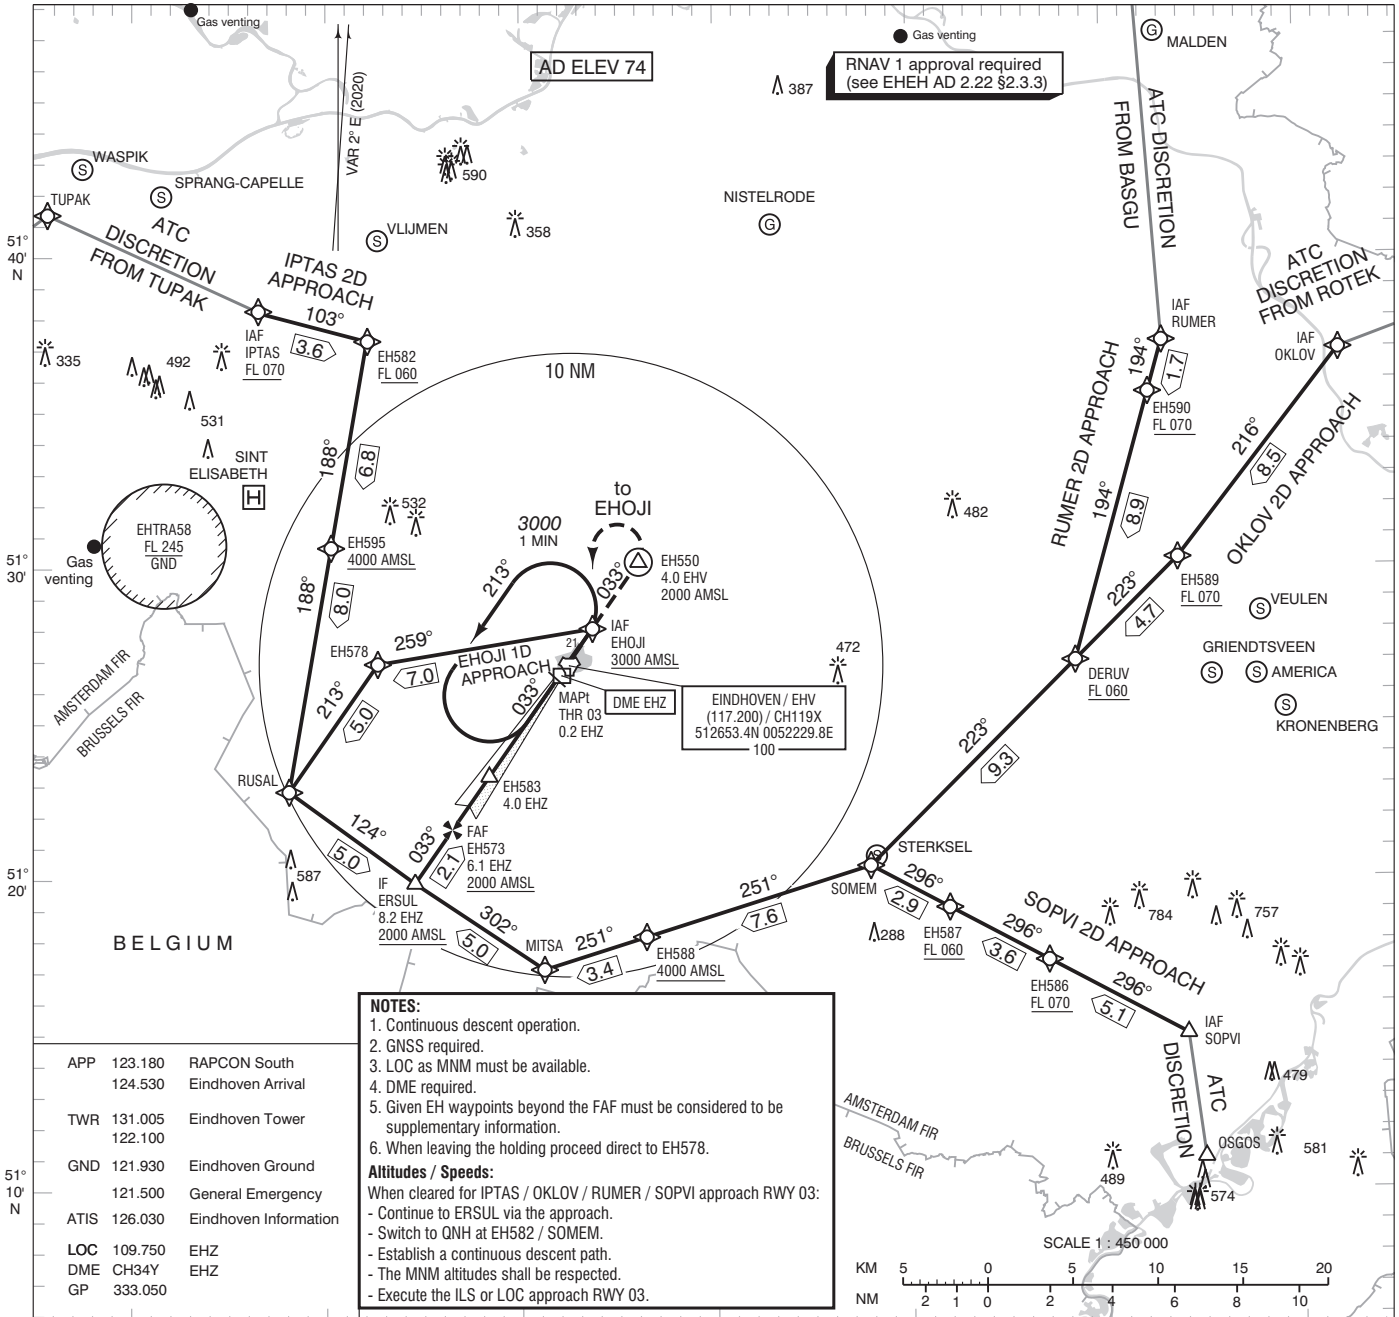 Gas venting
Gas venting
AD ELEV 74
RNAV 1 approval required
(see EHEH AD 2.22 §2.3.3)
G
MALDEN
387
VAR 2° E (2020)
ATC DISCRETION
FROM BASGU
590
S
WASPIK
S
SPRANG-CAPELLE
TUPAK
S
VLIJMEN
358
NISTELRODE
G
51°
40'
N
ATC
DISCRETION
FROM TUPAK
IPTAS 2D
APPROACH
103°
3.6
IAF
IPTAS
FL 070
EH582
FL 060
ATC
DISCRETION
FROM ROTEK
IAF
RUMER
IAF
OKLOV
335
492
531
10 NM
194°
1.7
EH590
FL 070
RUMER 2D APPROACH
194°
8.9
216°
8.5
OKLOV 2D APPROACH
SINT
ELISABETH
H
188°
6.8
532
482
EHTRA58
FL 245
GND
Gas
venting
51°
30'
EH595
4000 AMSL
188°
8.0
to
EHOJI
3000
1 MIN
213°
033°
EH550
4.0 EHV
2000 AMSL
EH589
FL 070
223°
4.7
S
VEULEN
GRIENDTSVEEN
S
S
AMERICA
S
KRONENBERG
IAF
EHOJI
3000 AMSL
21
EH578
259°
7.0
EHOJI 1D
APPROACH
033°
472
DERUV
FL 060
AMSTERDAM FIR
BRUSSELS FIR
213°
5.0
MAPt
THR 03
0.2 EHZ
DME EHZ
EINDHOVEN / EHV
(117.200) / CH119X
512653.4N 0052229.8E
100
223°
9.3
RUSAL
EH583
4.0 EHZ
124°
5.0
033°
2.1
FAF
EH573
6.1 EHZ
2000 AMSL
S
STERKSEL
SOMEM
587
51°
20'
IF
ERSUL
8.2 EHZ
2000 AMSL
302°
5.0
MITSA
251°
3.4
EH588
4000 AMSL
251°
7.6
296°
2.9
EH587
FL 060
288
296°
3.6
EH586
FL 070
SOPVI 2D APPROACH
296°
5.1
784
757
IAF
SOPVI
BELGIUM
ATC
DISCRETION
479
OSGOS
581
574
489
AMSTERDAM FIR
BRUSSELS FIR
NOTES:
1. Continuous descent operation.
2. GNSS required.
3. LOC as MNM must be available.
4. DME required.
5. Given EH waypoints beyond the FAF must be considered to be
supplementary information.
6. When leaving the holding proceed direct to EH578.
Altitudes / Speeds:
When cleared for IPTAS / OKLOV / RUMER / SOPVI approach RWY 03:
- Continue to ERSUL via the approach.
- Switch to QNH at EH582 / SOMEM.
- Establish a continuous descent path.
- The MNM altitudes shall be respected.
- Execute the ILS or LOC approach RWY 03.
APP 123.180 RAPCON South
124.530 Eindhoven Arrival
TWR 131.005 Eindhoven Tower
122.100
GND 121.930 Eindhoven Ground
121.500 General Emergency
ATIS 126.030 Eindhoven Information
LOC 109.750 EHZ
DME CH34Y EHZ
GP 333.050
51°
10'
N
SCALE 1 : 450 000
KM 5 0 5 10 15 20
NM 2 1 0 2 4 6 8 10